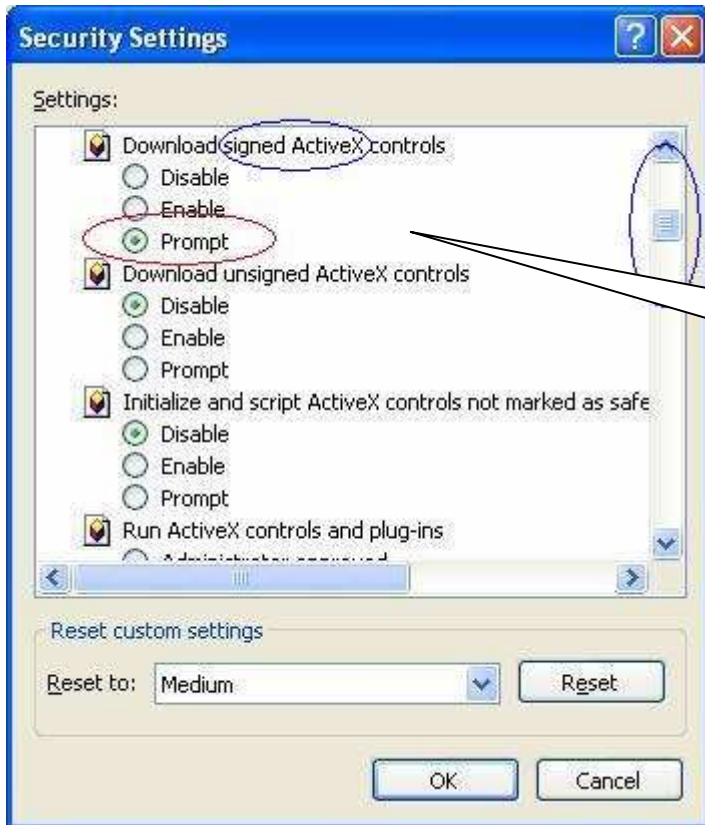 Security Settings
Settings:
Download signed ActiveX controls
Disable
Enable
Prompt
Download unsigned ActiveX controls
Disable
Enable
Prompt
Initialize and script ActiveX controls not marked as safe
Disable
Enable
Prompt
Run ActiveX controls and plug-ins
Administrator approved
Reset custom settings
Reset to: Medium Reset
OK Cancel